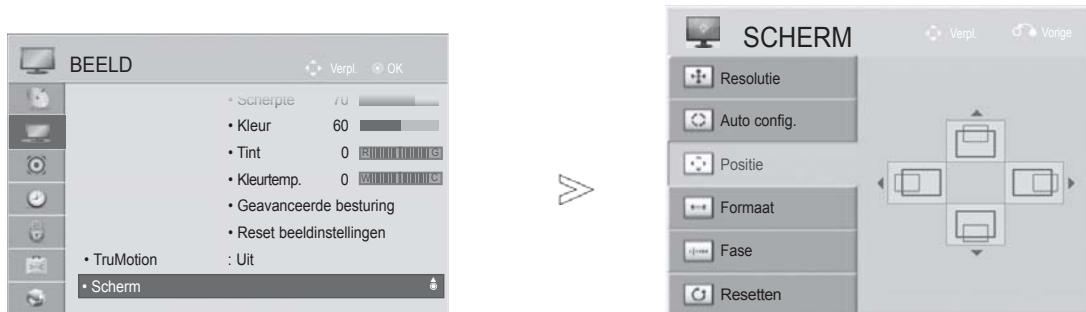 BEELD
Verpl. OK
• Scherpte 70
• Kleur 60
• Tint 0 R G
• Kleurtemp. 0 W C
• Geavanceerde besturing
• Reset beeldinstellingen
• TruMotion : Uit
• Scherm
SCHERM
Verpl. Vorige
Resolutie
Auto config.
Positie
Formaat
Fase
Resetten